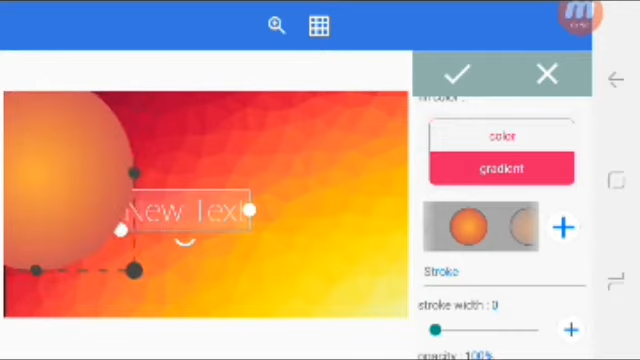 color
gradient
New Text
Stroke
stroke width : 0
opacity : 100%